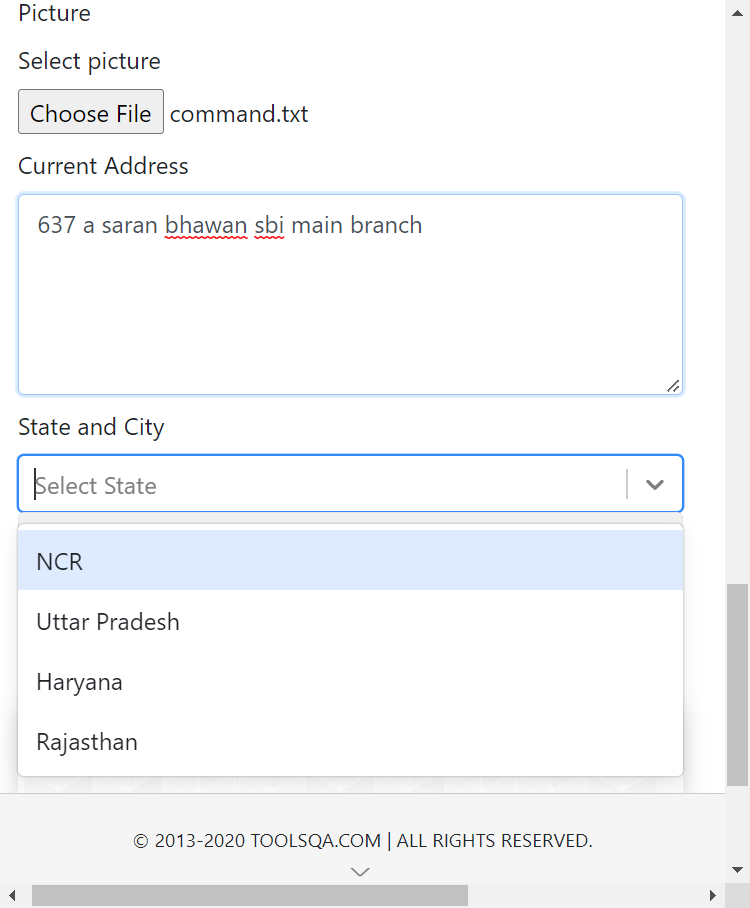 Picture
Select picture
Choose File command.txt
Current Address
637 a saran bhawan sbi main branch
State and City
Select State
NCR
Uttar Pradesh
Haryana
Rajasthan
© 2013-2020 TOOLSQA.COM | ALL RIGHTS RESERVED.